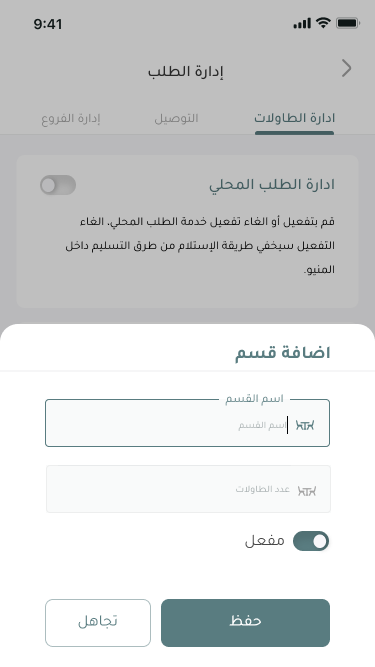 9:41
إدارة الطلب
ادارة الطاولات
التوصيل
إدارة الفروع
ادارة الطلب المحلي
قم بتفعيل أو الغاء تفعيل خدمة الطلب المحلي. الغاء
التفعيل سيخفي طريقة الإستلام من طرق التسليم داخل
المنيو.
اضافة قسم
اسم القسم
اسم القسم
عدد الطاولات
مفعل
حفظ
تجاهل